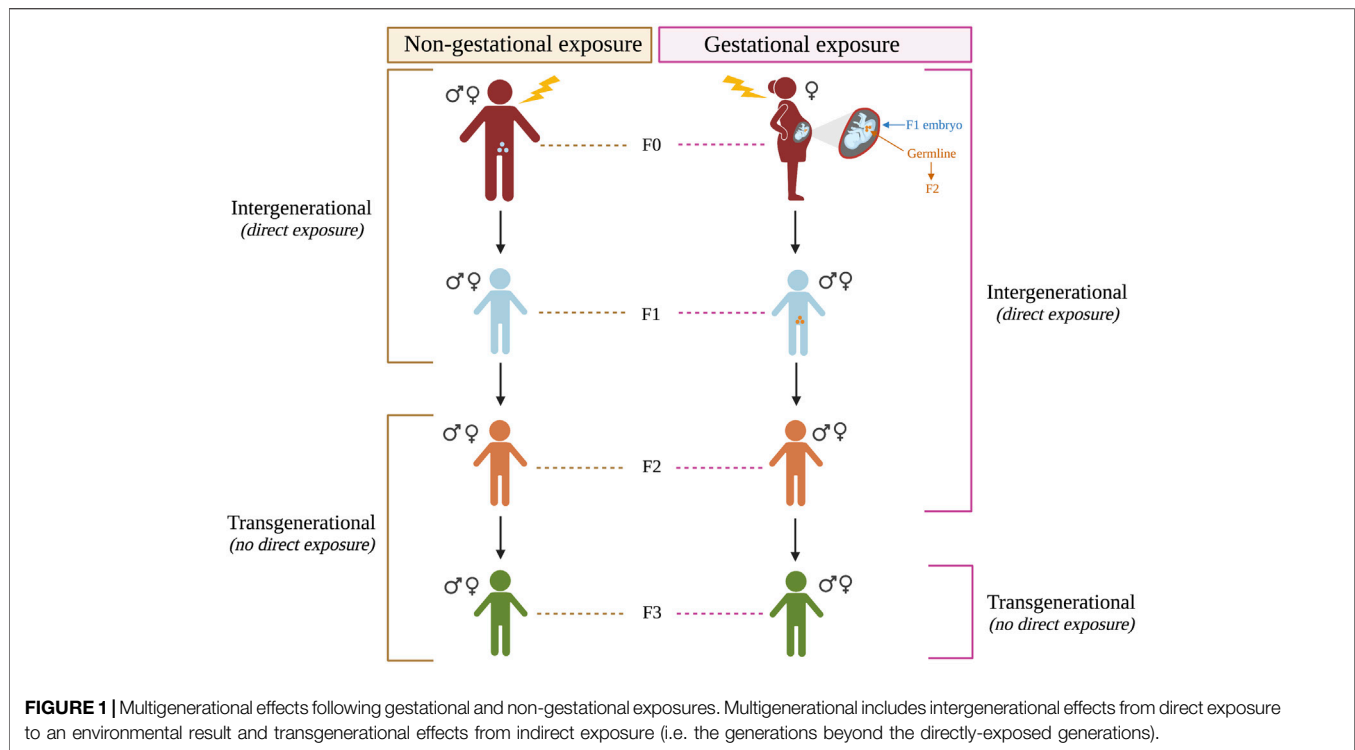 Non-gestational exposure
Gestational exposure
♂♀
♀
F0
F1 embryo
Germline
F2
Intergenerational
(direct exposure)
♂♀
F1
♂♀
Intergenerational
(direct exposure)
♂♀
F2
♂♀
Transgenerational
(no direct exposure)
♂♀
F3
♂♀
Transgenerational
(no direct exposure)
FIGURE 1 | Multigenerational effects following gestational and non-gestational exposures. Multigenerational includes intergenerational effects from direct exposure
to an environmental result and transgenerational effects from indirect exposure (i.e. the generations beyond the directly-exposed generations).